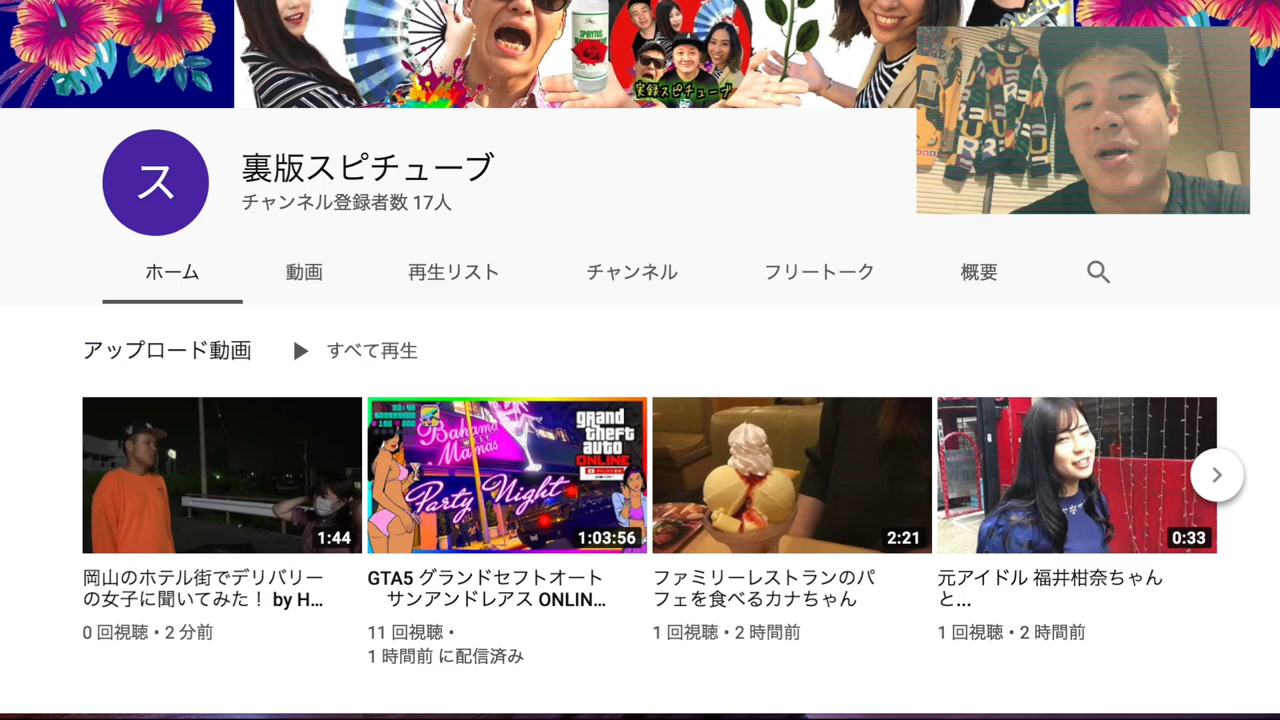 SPIRYTUS
実録スピチューブ
ス
裏版スピチューブ
チャンネル登録者数 17人
ホーム
動画
再生リスト
チャンネル
フリートーク
概要
アップロード動画
すべて再生
1:44
岡山のホテル街でデリバリー
の女子に聞いてみた！ by H...
0 回視聴・2 分前
Bahama
Mamas
Party Night
grand
theft
auto
ONLINE
1:03:56
GTA5 グランドセフトオート
サンアンドレアス ONLIN...
11 回視聴・
1 時間前 に配信済み
2:21
ファミリーレストランのパ
フェを食べるカナちゃん
1 回視聴・2 時間前
0:33
元アイドル 福井柑奈ちゃん
と...
1 回視聴・2 時間前